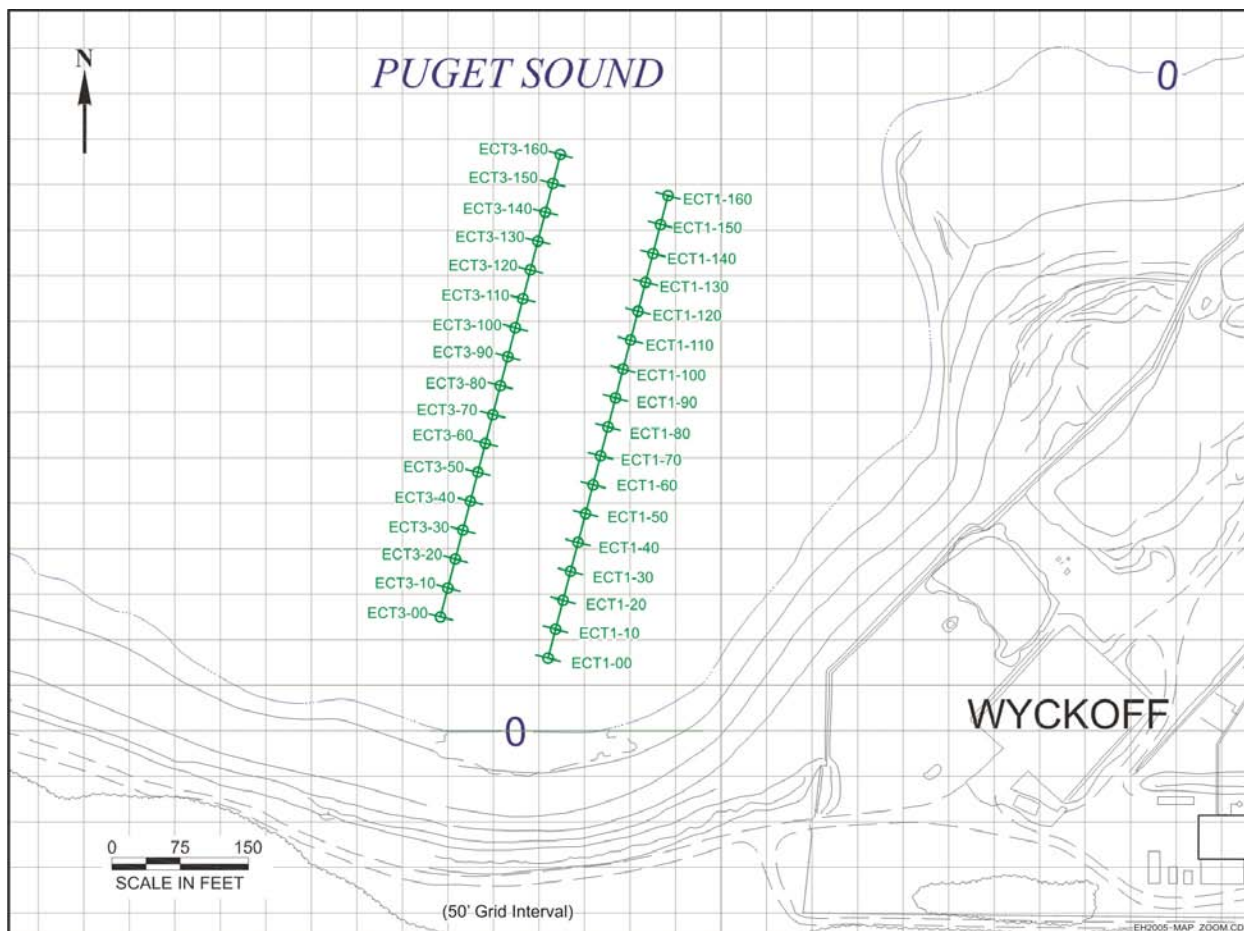 N
PUGET SOUND
0
ECT3-160
ECT3-150
ECT3-140
ECT3-130
ECT3-120
ECT3-110
ECT3-100
ECT3-90
ECT3-80
ECT3-70
ECT3-60
ECT3-50
ECT3-40
ECT3-30
ECT3-20
ECT3-10
ECT3-00
ECT1-160
ECT1-150
ECT1-140
ECT1-130
ECT1-120
ECT1-110
ECT1-100
ECT1-90
ECT1-80
ECT1-70
ECT1-60
ECT1-50
ECT1-40
ECT1-30
ECT1-20
ECT1-10
ECT1-00
WYCKOFF
0
0 75 150
SCALE IN FEET
(50' Grid Interval)
EH2005-MAP_ZOOM.CD